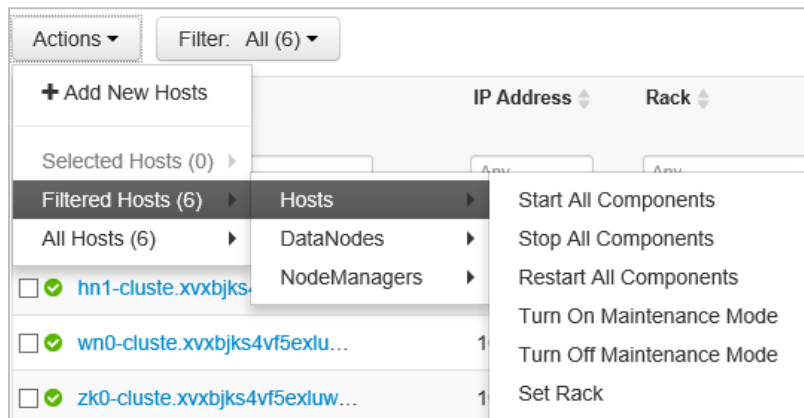 Actions
Filter: All (6)
+ Add New Hosts
IP Address
Rack
Selected Hosts (0)
Any
Any
Filtered Hosts (6)
Hosts
Start All Components
All Hosts (6)
DataNodes
Stop All Components
NodeManagers
Restart All Components
hn1-cluste.xvxbjks4
Turn On Maintenance Mode
wn0-cluste.xvxbjks4vf5exlu...
Turn Off Maintenance Mode
zk0-cluste.xvxbjks4vf5exluw...
Set Rack